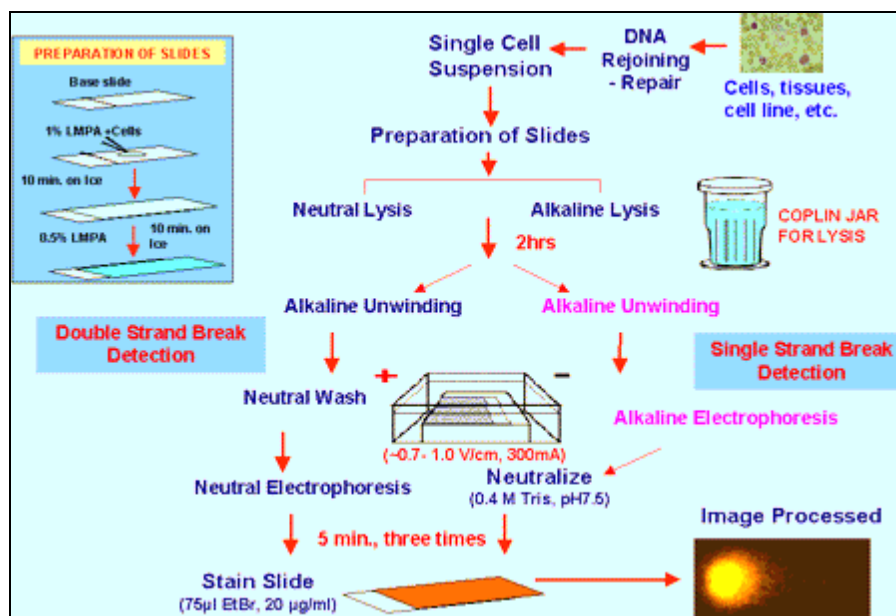 PREPARATION OF SLIDES
Base slide
1% LMPA +Cells
10 min. on Ice
0.5% LMPA
10 min. on
Ice
Single Cell
Suspension
DNA
Rejoining
- Repair
Cells, tissues,
cell line, etc.
Preparation of Slides
Neutral Lysis
Alkaline Lysis
2hrs
COPLIN JAR
FOR LYSIS
Alkaline Unwinding
Alkaline Unwinding
Double Strand Break
Detection
Single Strand Break
Detection
+
–
Neutral Wash
Alkaline Electrophoresis
(~0.7- 1.0 V/cm, 300mA)
Neutral Electrophoresis
Neutralize
(0.4 M Tris, pH7.5)
5 min., three times
Image Processed
Stain Slide
(75µl EtBr, 20 µg/ml)